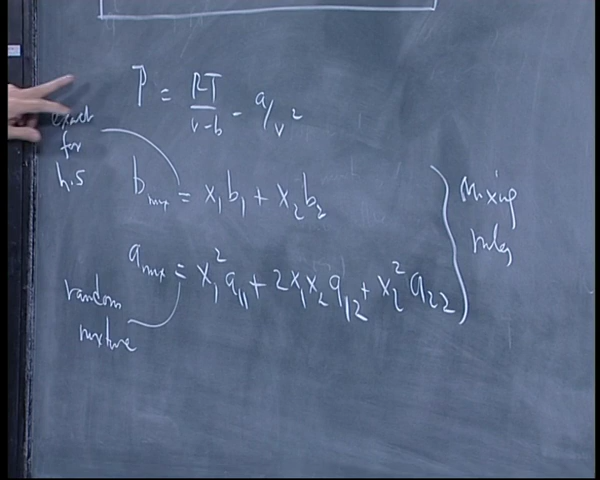 P = RT/v-b - a/v²
exact
for
h.s
b_mix = x₁b₁ + x₂b₂
a_mix = x₁²a₁₁ + 2x₁x₂a₁₂ + x₂²a₂₂
Mixing
rules
random
mixture